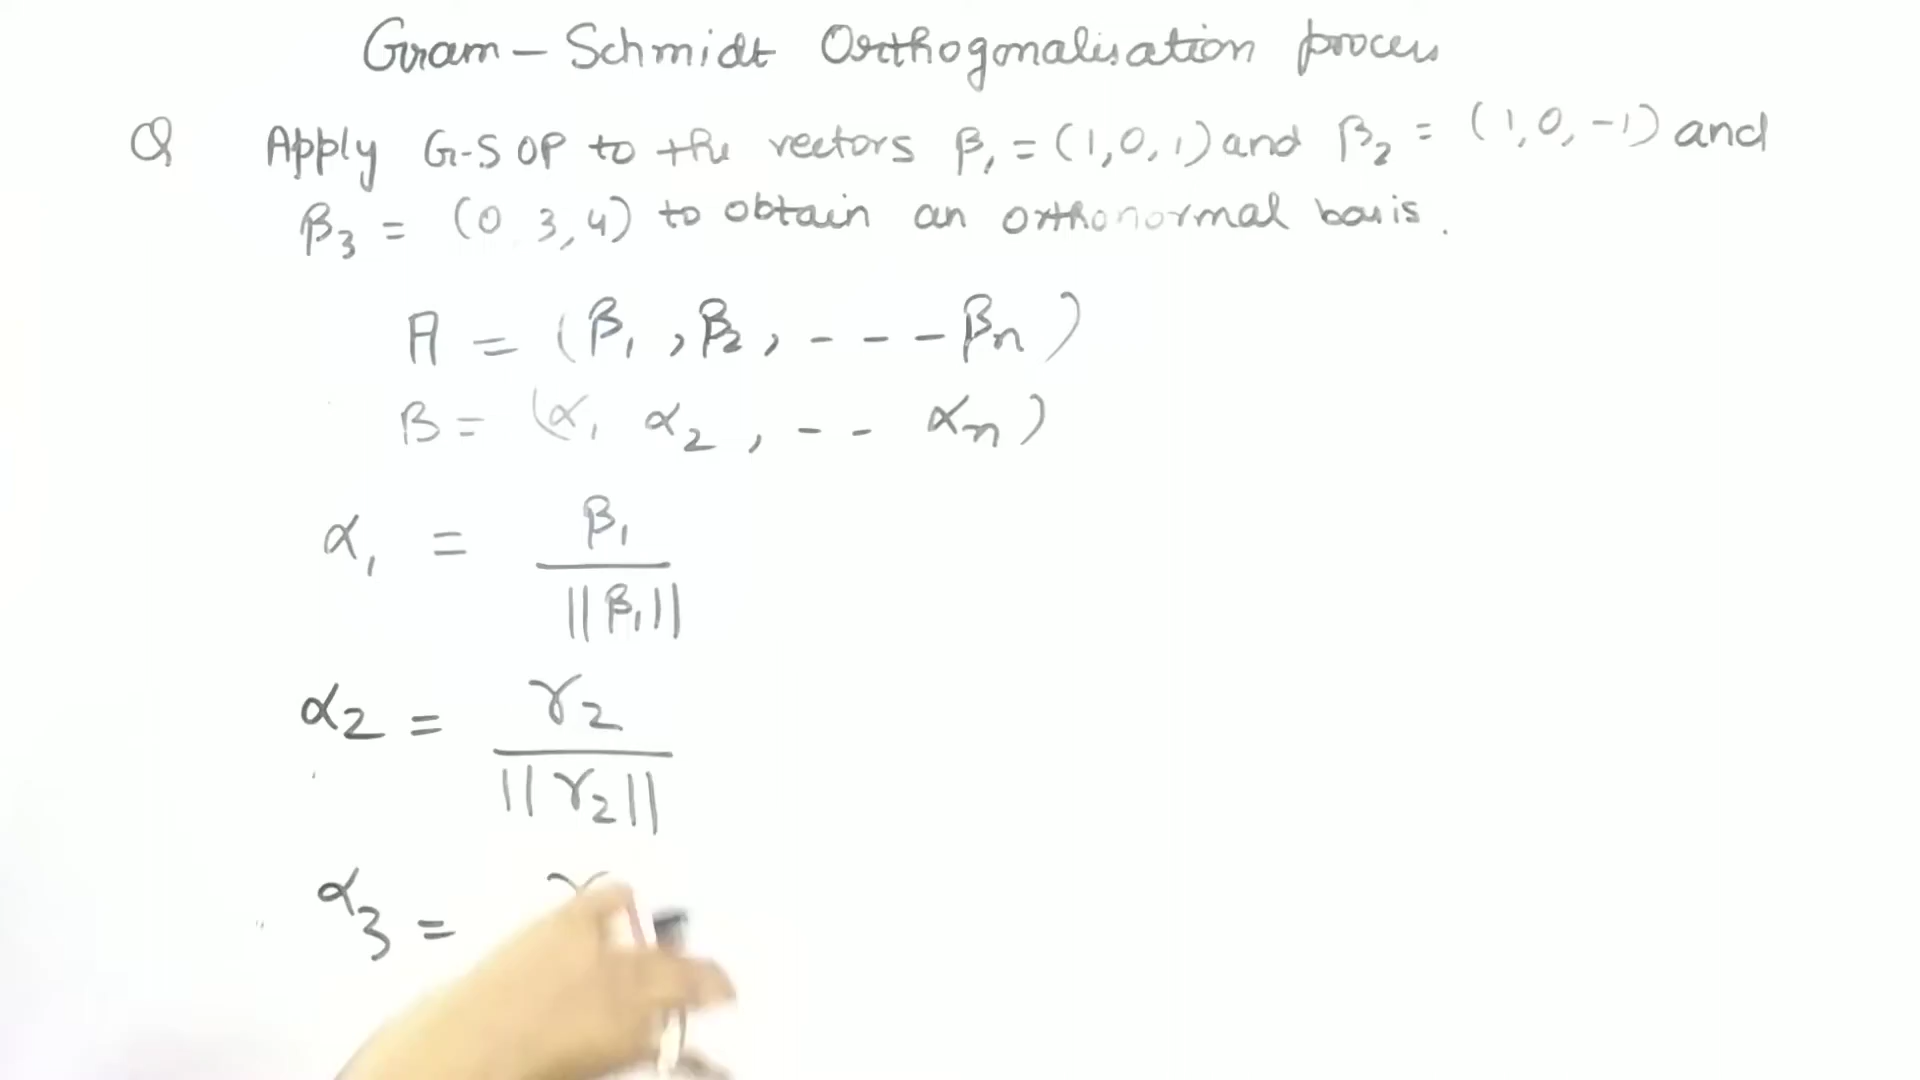 Gram - Schmidt Orthogonalisation process
Q Apply G-S OP to the vectors β₁ = (1,0,1) and β₂ = (1,0,-1) and
β₃ = (0 3,4) to obtain an orthonormal basis.
A = (β₁ , β₂ , - - - βn )
B = (α₁ α₂ , - - αn )
α₁ = β₁ / ||β₁||
α₂ = γ₂ / ||γ₂||
α₃ = γ